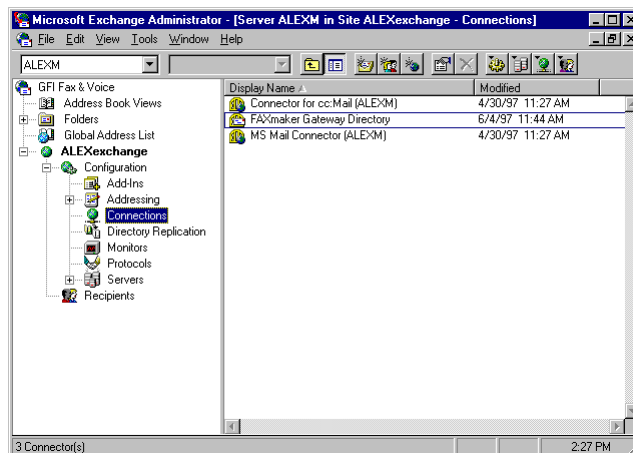 Microsoft Exchange Administrator - [Server ALEXM in Site ALEXexchange - Connections]
File Edit View Tools Window Help
ALEXM
GFI Fax & Voice
Address Book Views
Folders
Global Address List
ALEXexchange
Configuration
Add-Ins
Addressing
Connections
Directory Replication
Monitors
Protocols
Servers
Recipients
Display Name Modified
Connector for cc:Mail (ALEXM) 4/30/97 11:27 AM
FAXmaker Gateway Directory 6/4/97 11:44 AM
MS Mail Connector (ALEXM) 4/30/97 11:27 AM
3 Connector(s) 2:27 PM